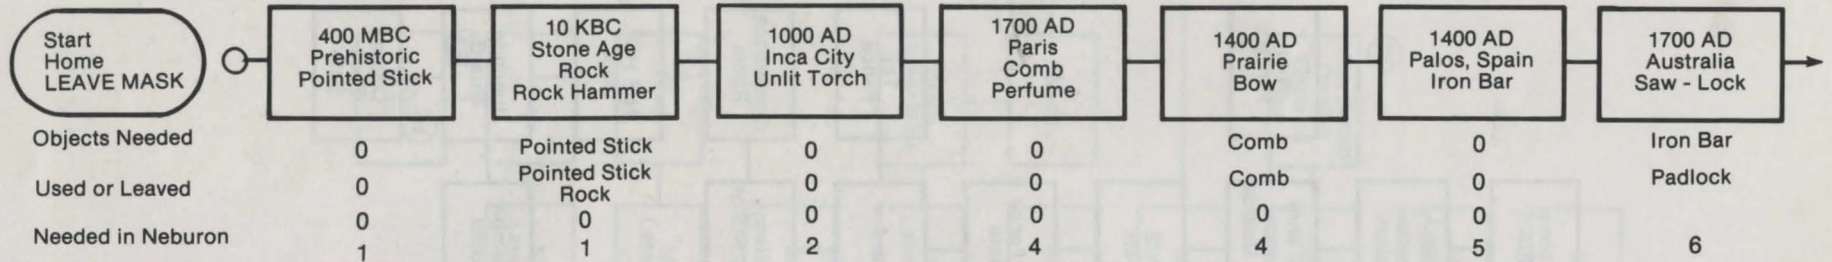 Start
Home
LEAVE MASK
400 MBC
Prehistoric
Pointed Stick
10 KBC
Stone Age
Rock
Rock Hammer
1000 AD
Inca City
Unlit Torch
1700 AD
Paris
Comb
Perfume
1400 AD
Prairie
Bow
1400 AD
Palos, Spain
Iron Bar
1700 AD
Australia
Saw - Lock
Objects Needed
0
Pointed Stick
0
0
Comb
0
Iron Bar
Used or Leaved
0
Pointed Stick
Rock
0
0
Comb
0
Padlock
0
0
0
0
0
0
Needed in Neburon
1
1
2
4
4
5
6